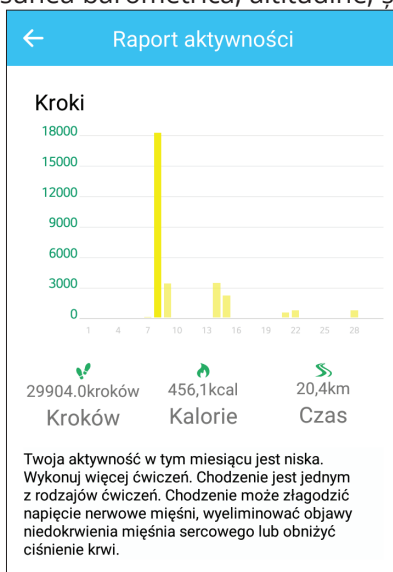 Raport aktywności
Kroki
18000
15000
12000
9000
6000
3000
0
1 4 7 10 13 16 19 22 25 28
29904.0kroków 456,1kcal 20,4km
Kroków Kalorie Czas
Twoja aktywność w tym miesiącu jest niska.
Wykonuj więcej ćwiczeń. Chodzenie jest jednym
z rodzajów ćwiczeń. Chodzenie może złagodzić
napięcie nerwowe mięśni, wyeliminować objawy
niedokrwienia mięśnia sercowego lub obniżyć
ciśnienie krwi.